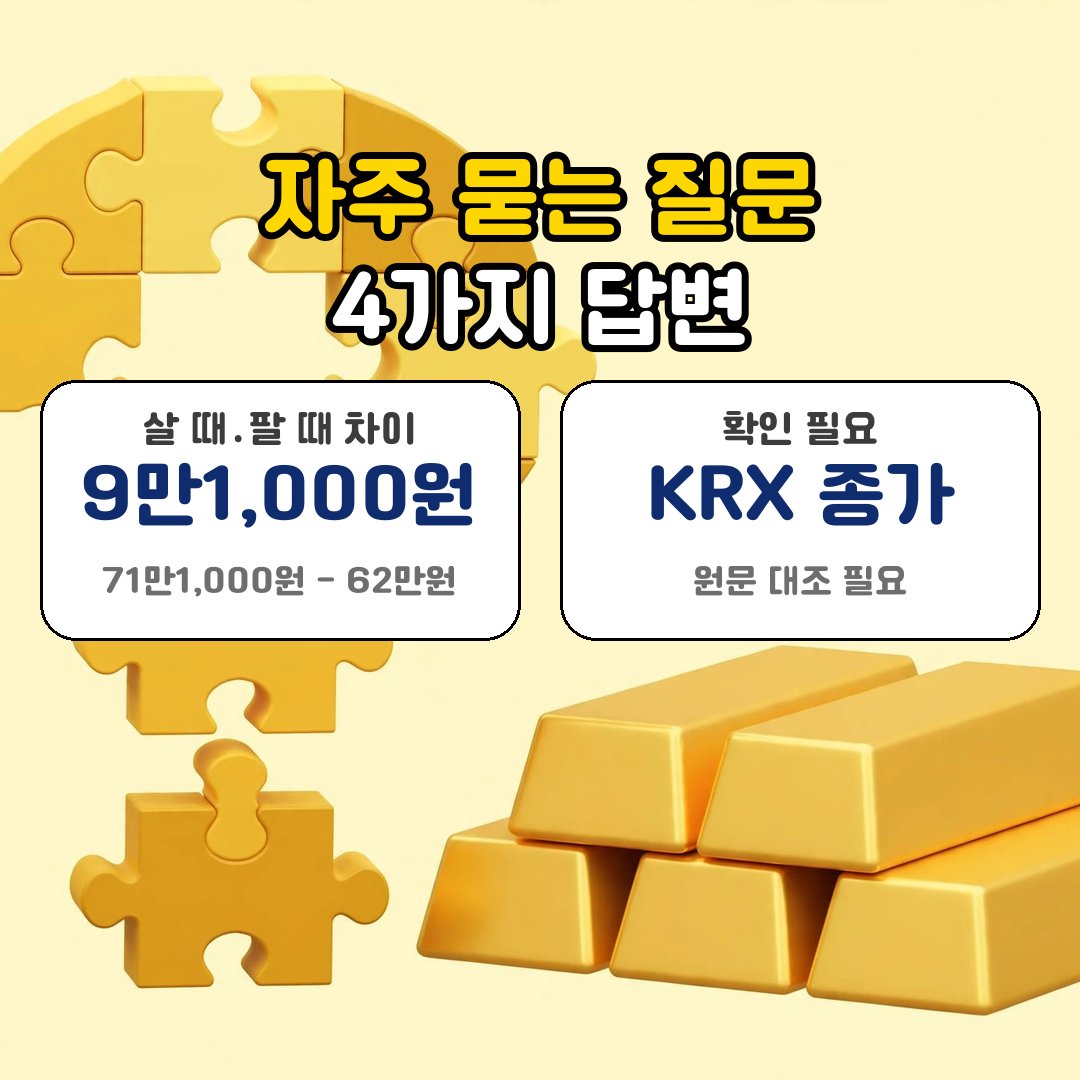 자주 묻는 질문
4가지 답변
살 때.팔 때 차이
9만1,000원
71만1,000원 - 62만원
확인 필요
KRX 종가
원문 대조 필요